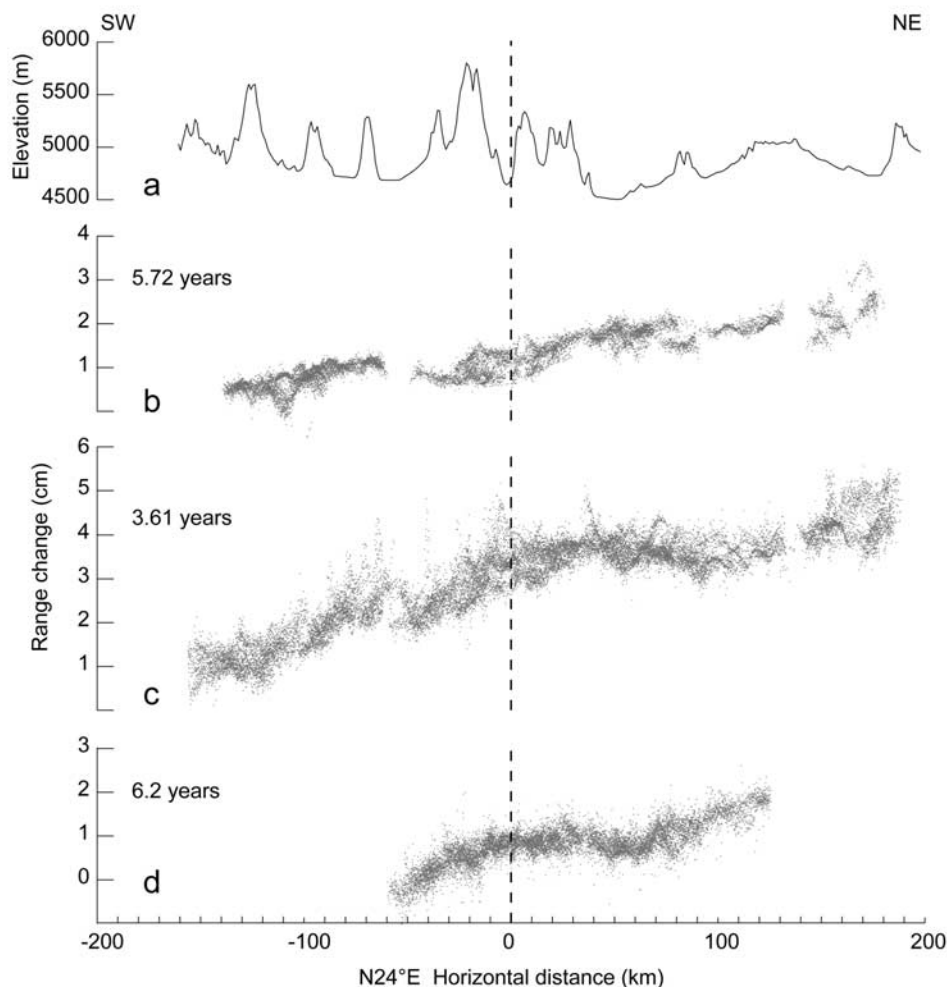 SW NE
6000
5500
5000
4500
Elevation (m)
a
4
3
2
1
5.72 years
b
6
5
4
3
2
1
3.61 years
Range change (cm)
c
3
2
1
0
6.2 years
d
-200 -100 0 100 200
N24°E Horizontal distance (km)